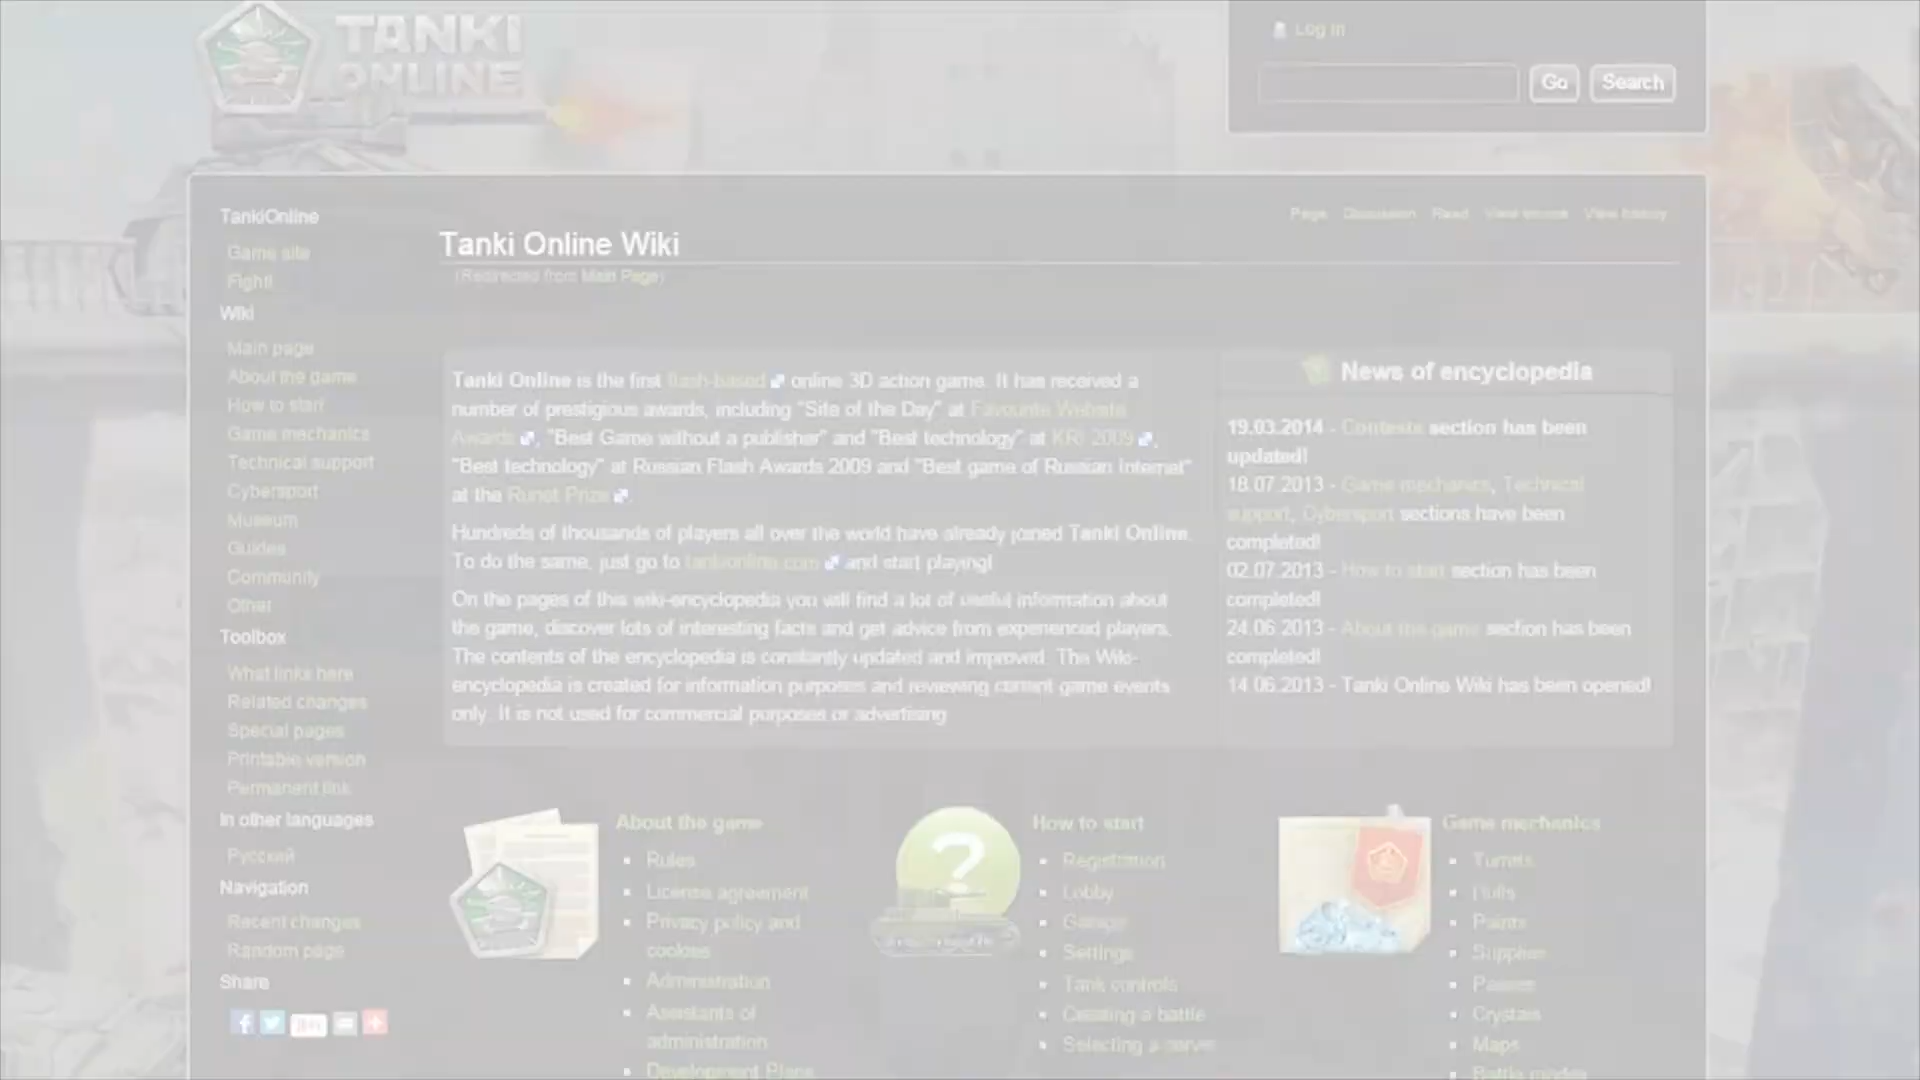 TANKI
ONLINE
Log in
Go
Search
TankiOnline
Game site
Fight!
Wiki
Main page
About the game
How to start
Game mechanics
Technical support
Cybersport
Museum
Guides
Community
Other
Toolbox
What links here
Related changes
Special pages
Printable version
Permanent link
In other languages
Русский
Navigation
Recent changes
Random page
Share
Page Discussion Read View source View history
Tanki Online Wiki
(Redirected from Main Page)
Tanki Online is the first flash-based online 3D action game. It has received a
number of prestigious awards, including "Site of the Day" at Favourite Website
Awards, "Best Game without a publisher" and "Best technology" at KRI 2009,
"Best technology" at Russian Flash Awards 2009 and "Best game of Russian Internet"
at the Runet Prize.
Hundreds of thousands of players all over the world have already joined Tanki Online.
To do the same, just go to tankionline.com and start playing!
On the pages of this wiki-encyclopedia you will find a lot of useful information about
the game, discover lots of interesting facts and get advice from experienced players.
The contents of the encyclopedia is constantly updated and improved. The Wiki-
encyclopedia is created for information purposes and reviewing current game events
only. It is not used for commercial purposes or advertising
News of encyclopedia
19.03.2014 - Contests section has been
updated!
18.07.2013 - Game mechanics, Technical
support, Cybersport sections have been
completed!
02.07.2013 - How to start section has been
completed!
24.06.2013 - About the game section has been
completed!
14.06.2013 - Tanki Online Wiki has been opened!
About the game
Rules
License agreement
Privacy policy and
cookies
Administration
Assistants of
administration
Development Plans
How to start
Registration
Lobby
Garage
Settings
Tank controls
Creating a battle
Selecting a server
Game mechanics
Turrets
Hulls
Paints
Supplies
Passes
Crystals
Maps
Battle modes